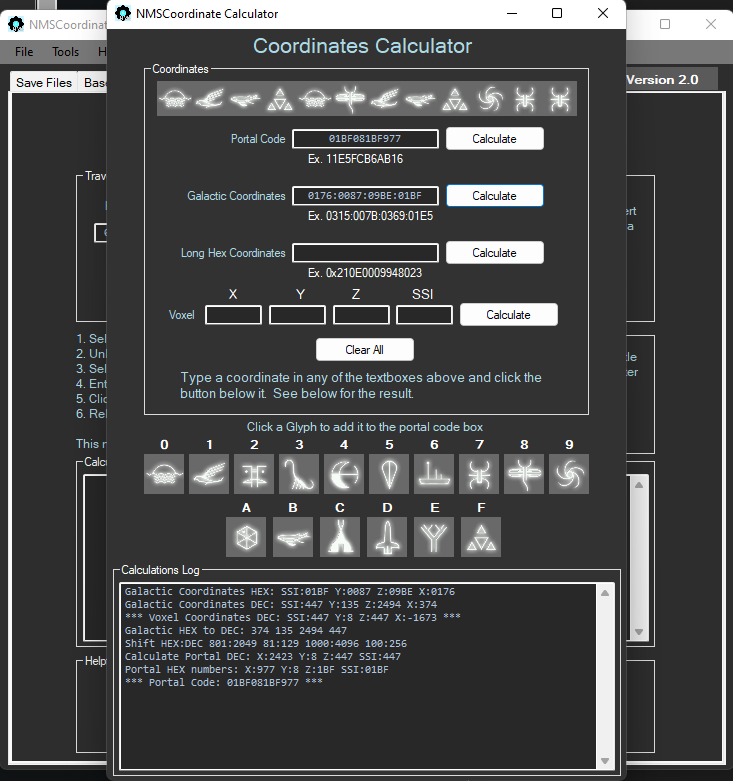 NMSCoordinat
NMSCoordinate Calculator
File Tools H
Version 2.0
Save Files Base
Coordinates Calculator
Coordinates
Portal Code 01BF081BF977 Calculate
Ex. 11E5FCB6AB16
Trav
Galactic Coordinates 0176:0087:09BE:01BF Calculate
Ex. 0315:007B:0369:01E5
ert
a
Long Hex Coordinates Calculate
Ex. 0x210E0009948023
X Y Z SSI
Voxel Calculate
1. Sel
2. Unl
3. Sel
4. Ent
5. Clic
6. Rel
Clear All
tle
ter
Type a coordinate in any of the textboxes above and click the
button below it. See below for the result.
Click a Glyph to add it to the portal code box
This n
0 1 2 3 4 5 6 7 8 9
Calc
A B C D E F
Calculations Log
Galactic Coordinates HEX: SSI:01BF Y:0087 Z:09BE X:0176
Galactic Coordinates DEC: SSI:447 Y:135 Z:2494 X:374
*** Voxel Coordinates DEC: SSI:447 Y:8 Z:447 X:-1673 ***
Galactic HEX to DEC: 374 135 2494 447
Shift HEX:DEC 801:2049 81:129 1000:4096 100:256
Calculate Portal DEC: X:2423 Y:8 Z:447 SSI:447
Help
Portal HEX numbers: X:977 Y:8 Z:1BF SSI:01BF
*** Portal Code: 01BF081BF977 ***